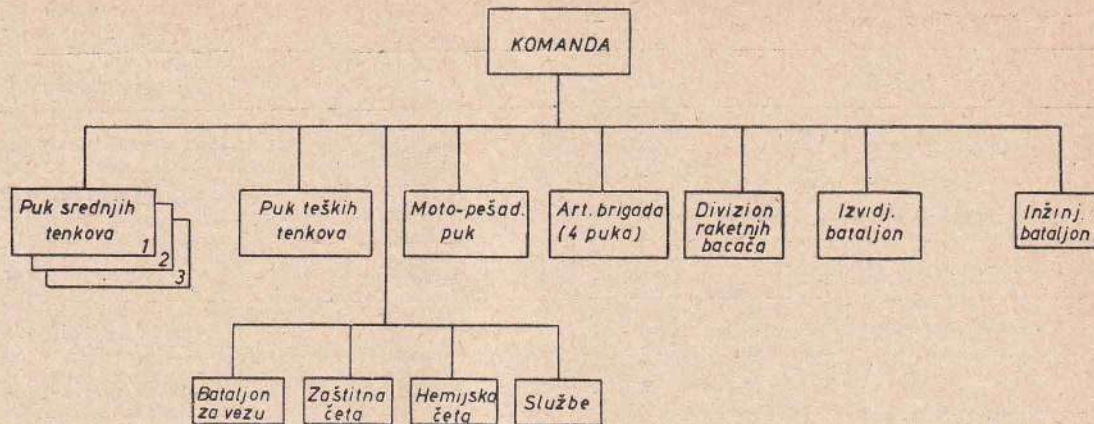 KOMANDA
Puk srednjih
tenkova
1
2
3
Puk teških
tenkova
Moto-pešad.
puk
Art. brigada
(4 puka)
Divizion
raketnih
bacača
Izvidj.
bataljon
Inžinj.
bataljon
Bataljon
za vezu
Zaštitna
četa
Hemijska
četa
Službe